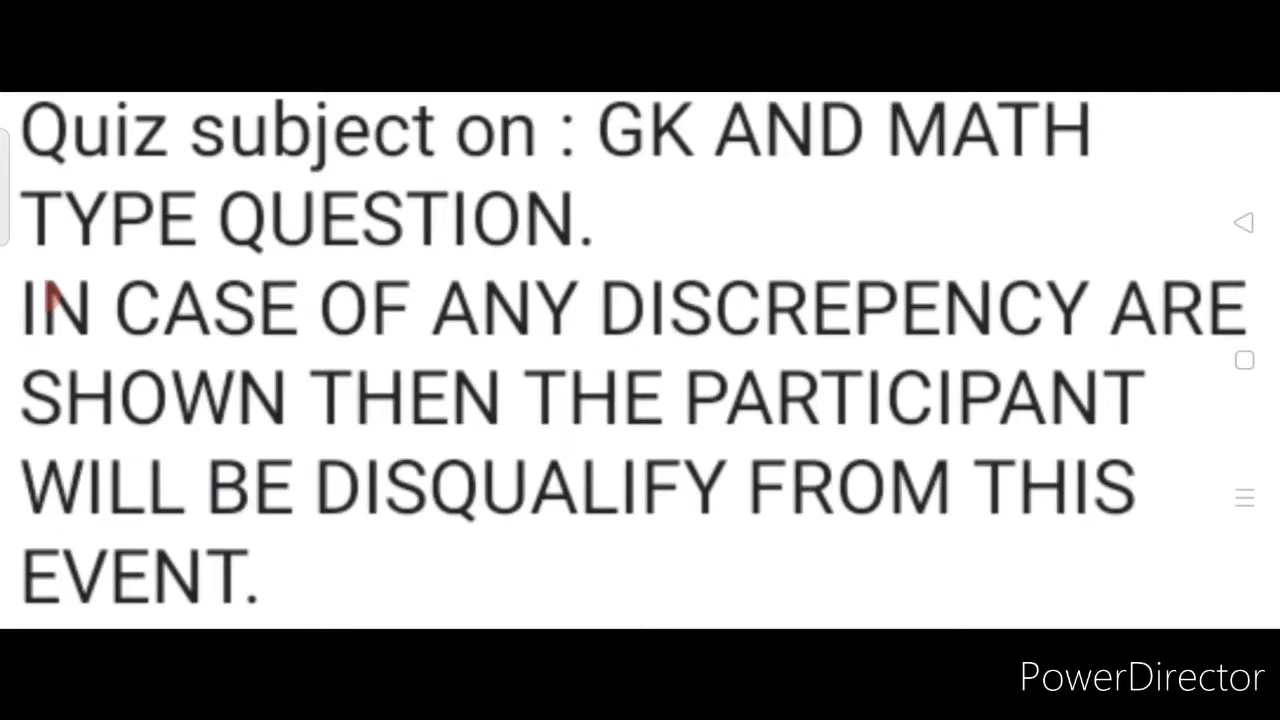 Quiz subject on : GK AND MATH
TYPE QUESTION.
IN CASE OF ANY DISCREPENCY ARE
SHOWN THEN THE PARTICIPANT
WILL BE DISQUALIFY FROM THIS
EVENT.
PowerDirector